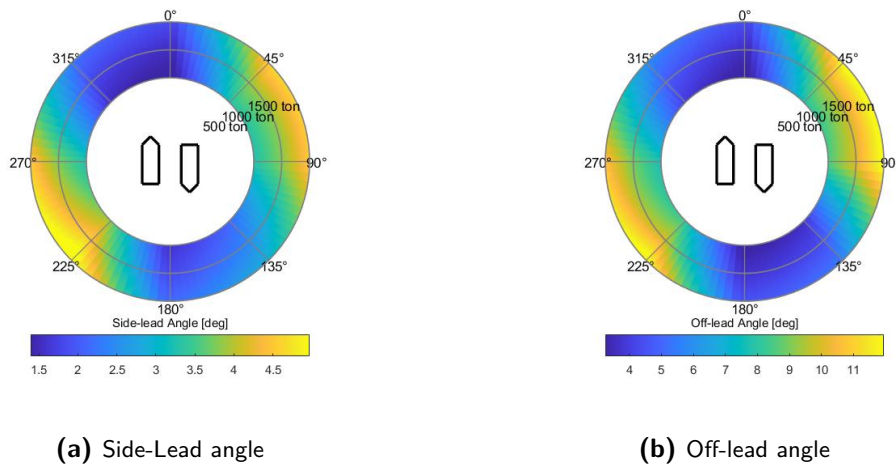 0°
45°
90°
135°
180°
225°
270°
315°
500 ton
1000 ton
1500 ton
Side-lead Angle [deg]
1.5 2 2.5 3 3.5 4 4.5
(a) Side-Lead angle
0°
45°
90
135°
180°
225°
270°
315°
500 ton
1000 ton
1500 ton
Off-lead Angle [deg]
4 5 6 7 8 9 10 11
(b) Off-lead angle